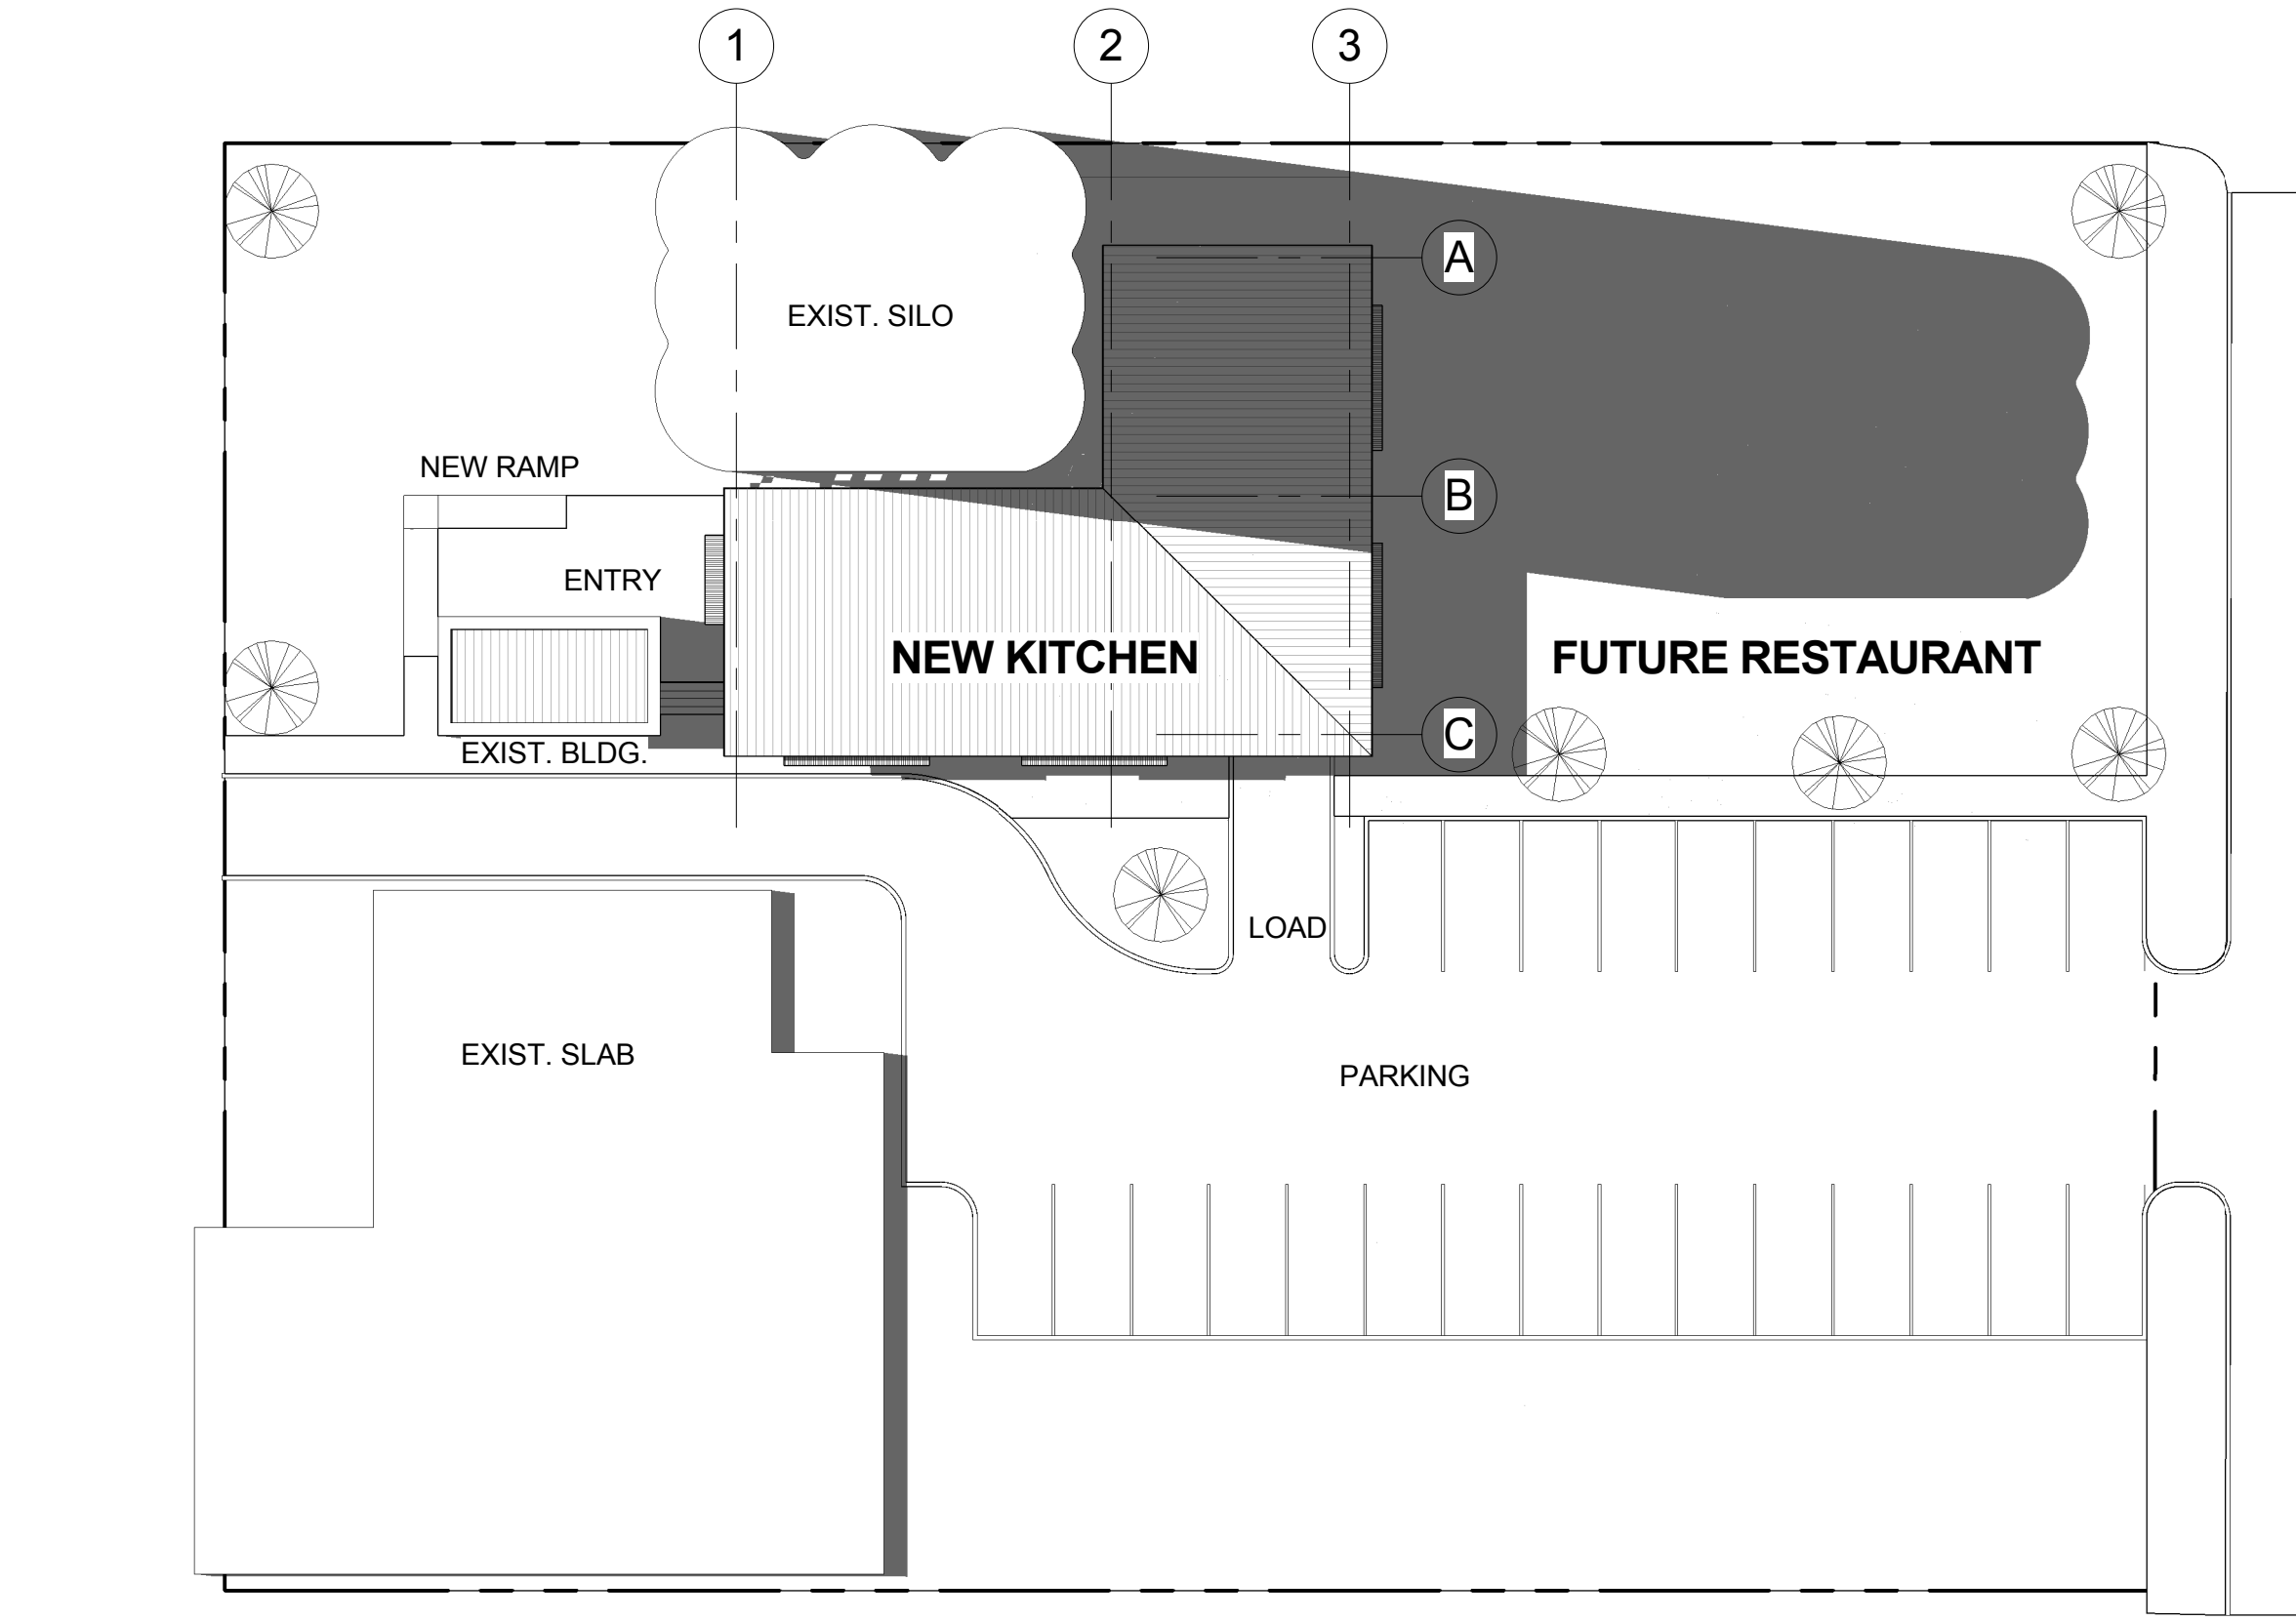 1 2 3
A
EXIST. SILO
NEW RAMP
B
ENTRY
NEW KITCHEN
FUTURE RESTAURANT
C
EXIST. BLDG.
LOAD
EXIST. SLAB
PARKING